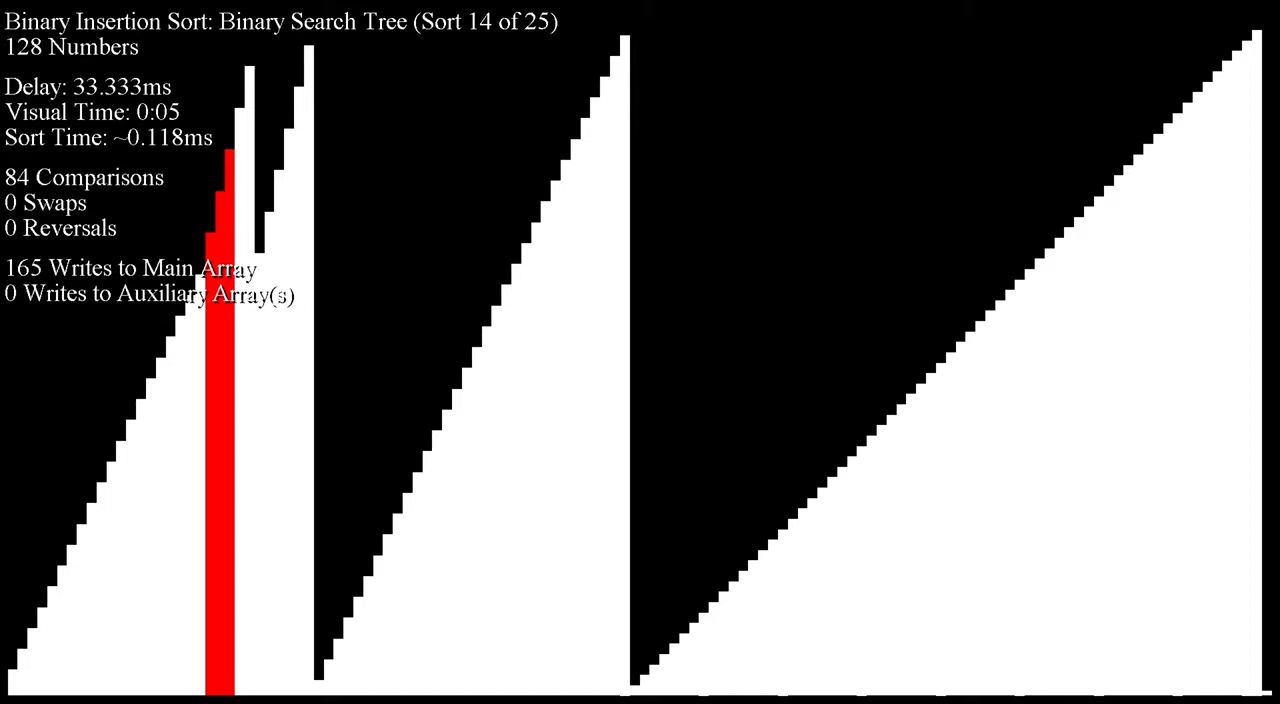 Binary Insertion Sort: Binary Search Tree (Sort 14 of 25)
128 Numbers
Delay: 33.333ms
Visual Time: 0:05
Sort Time: ~0.118ms
84 Comparisons
0 Swaps
0 Reversals
165 Writes to Main Array
0 Writes to Auxiliary Array(s)